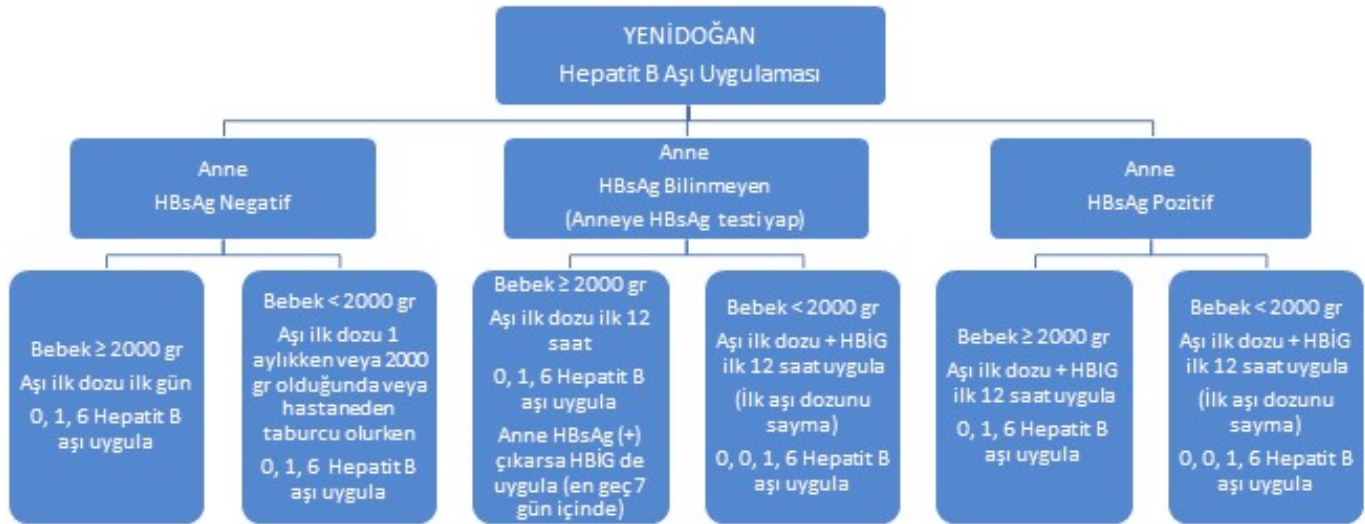 YENİDOĞAN
Hepatit B Aşı Uygulaması
Anne
HBsAg Negatif
Anne
HBsAg Bilinmeyen
(Anneye HBsAg testi yap)
Anne
HBsAg Pozitif
Bebek ≥ 2000 gr
Aşı ilk dozu ilk gün
0, 1, 6 Hepatit B
aşı uygula
Bebek < 2000 gr
Aşı ilk dozu 1
aylıkken veya 2000
gr olduğunda veya
hastaneden
taburcu olurken
0, 1, 6 Hepatit B
aşı uygula
Bebek ≥ 2000 gr
Aşı ilk dozu ilk 12
saat
0, 1, 6 Hepatit B
aşı uygula
Anne HBsAg (+)
çıkarsa HBİG de
uygula (en geç 7
gün içinde)
Bebek < 2000 gr
Aşı ilk dozu + HBİG
ilk 12 saat uygula
(İlk aşı dozunu
sayma)
0, 0, 1, 6 Hepatit B
aşı uygula
Bebek ≥ 2000 gr
Aşı ilk dozu + HBIG
ilk 12 saat uygula
0, 1, 6 Hepatit B
aşı uygula
Bebek < 2000 gr
Aşı ilk dozu + HBİG
ilk 12 saat uygula
(İlk aşı dozunu
sayma)
0, 0, 1, 6 Hepatit B
aşı uygula